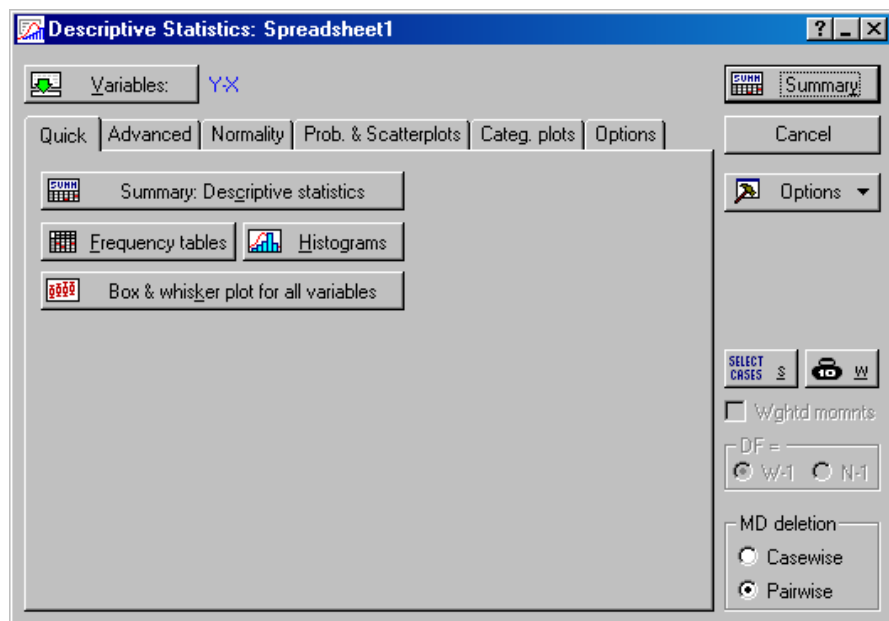 Descriptive Statistics: Spreadsheet1
Variables: Y-X
Summary
Quick Advanced Normality Prob. & Scatterplots Categ. plots Options
Cancel
SUMM Summary: Descriptive statistics
Options
Frequency tables Histograms
Box & whisker plot for all variables
SELECT CASES S
10 W
Wghtd momnts
DF =
W-1 N-1
MD deletion
Casewise
Pairwise